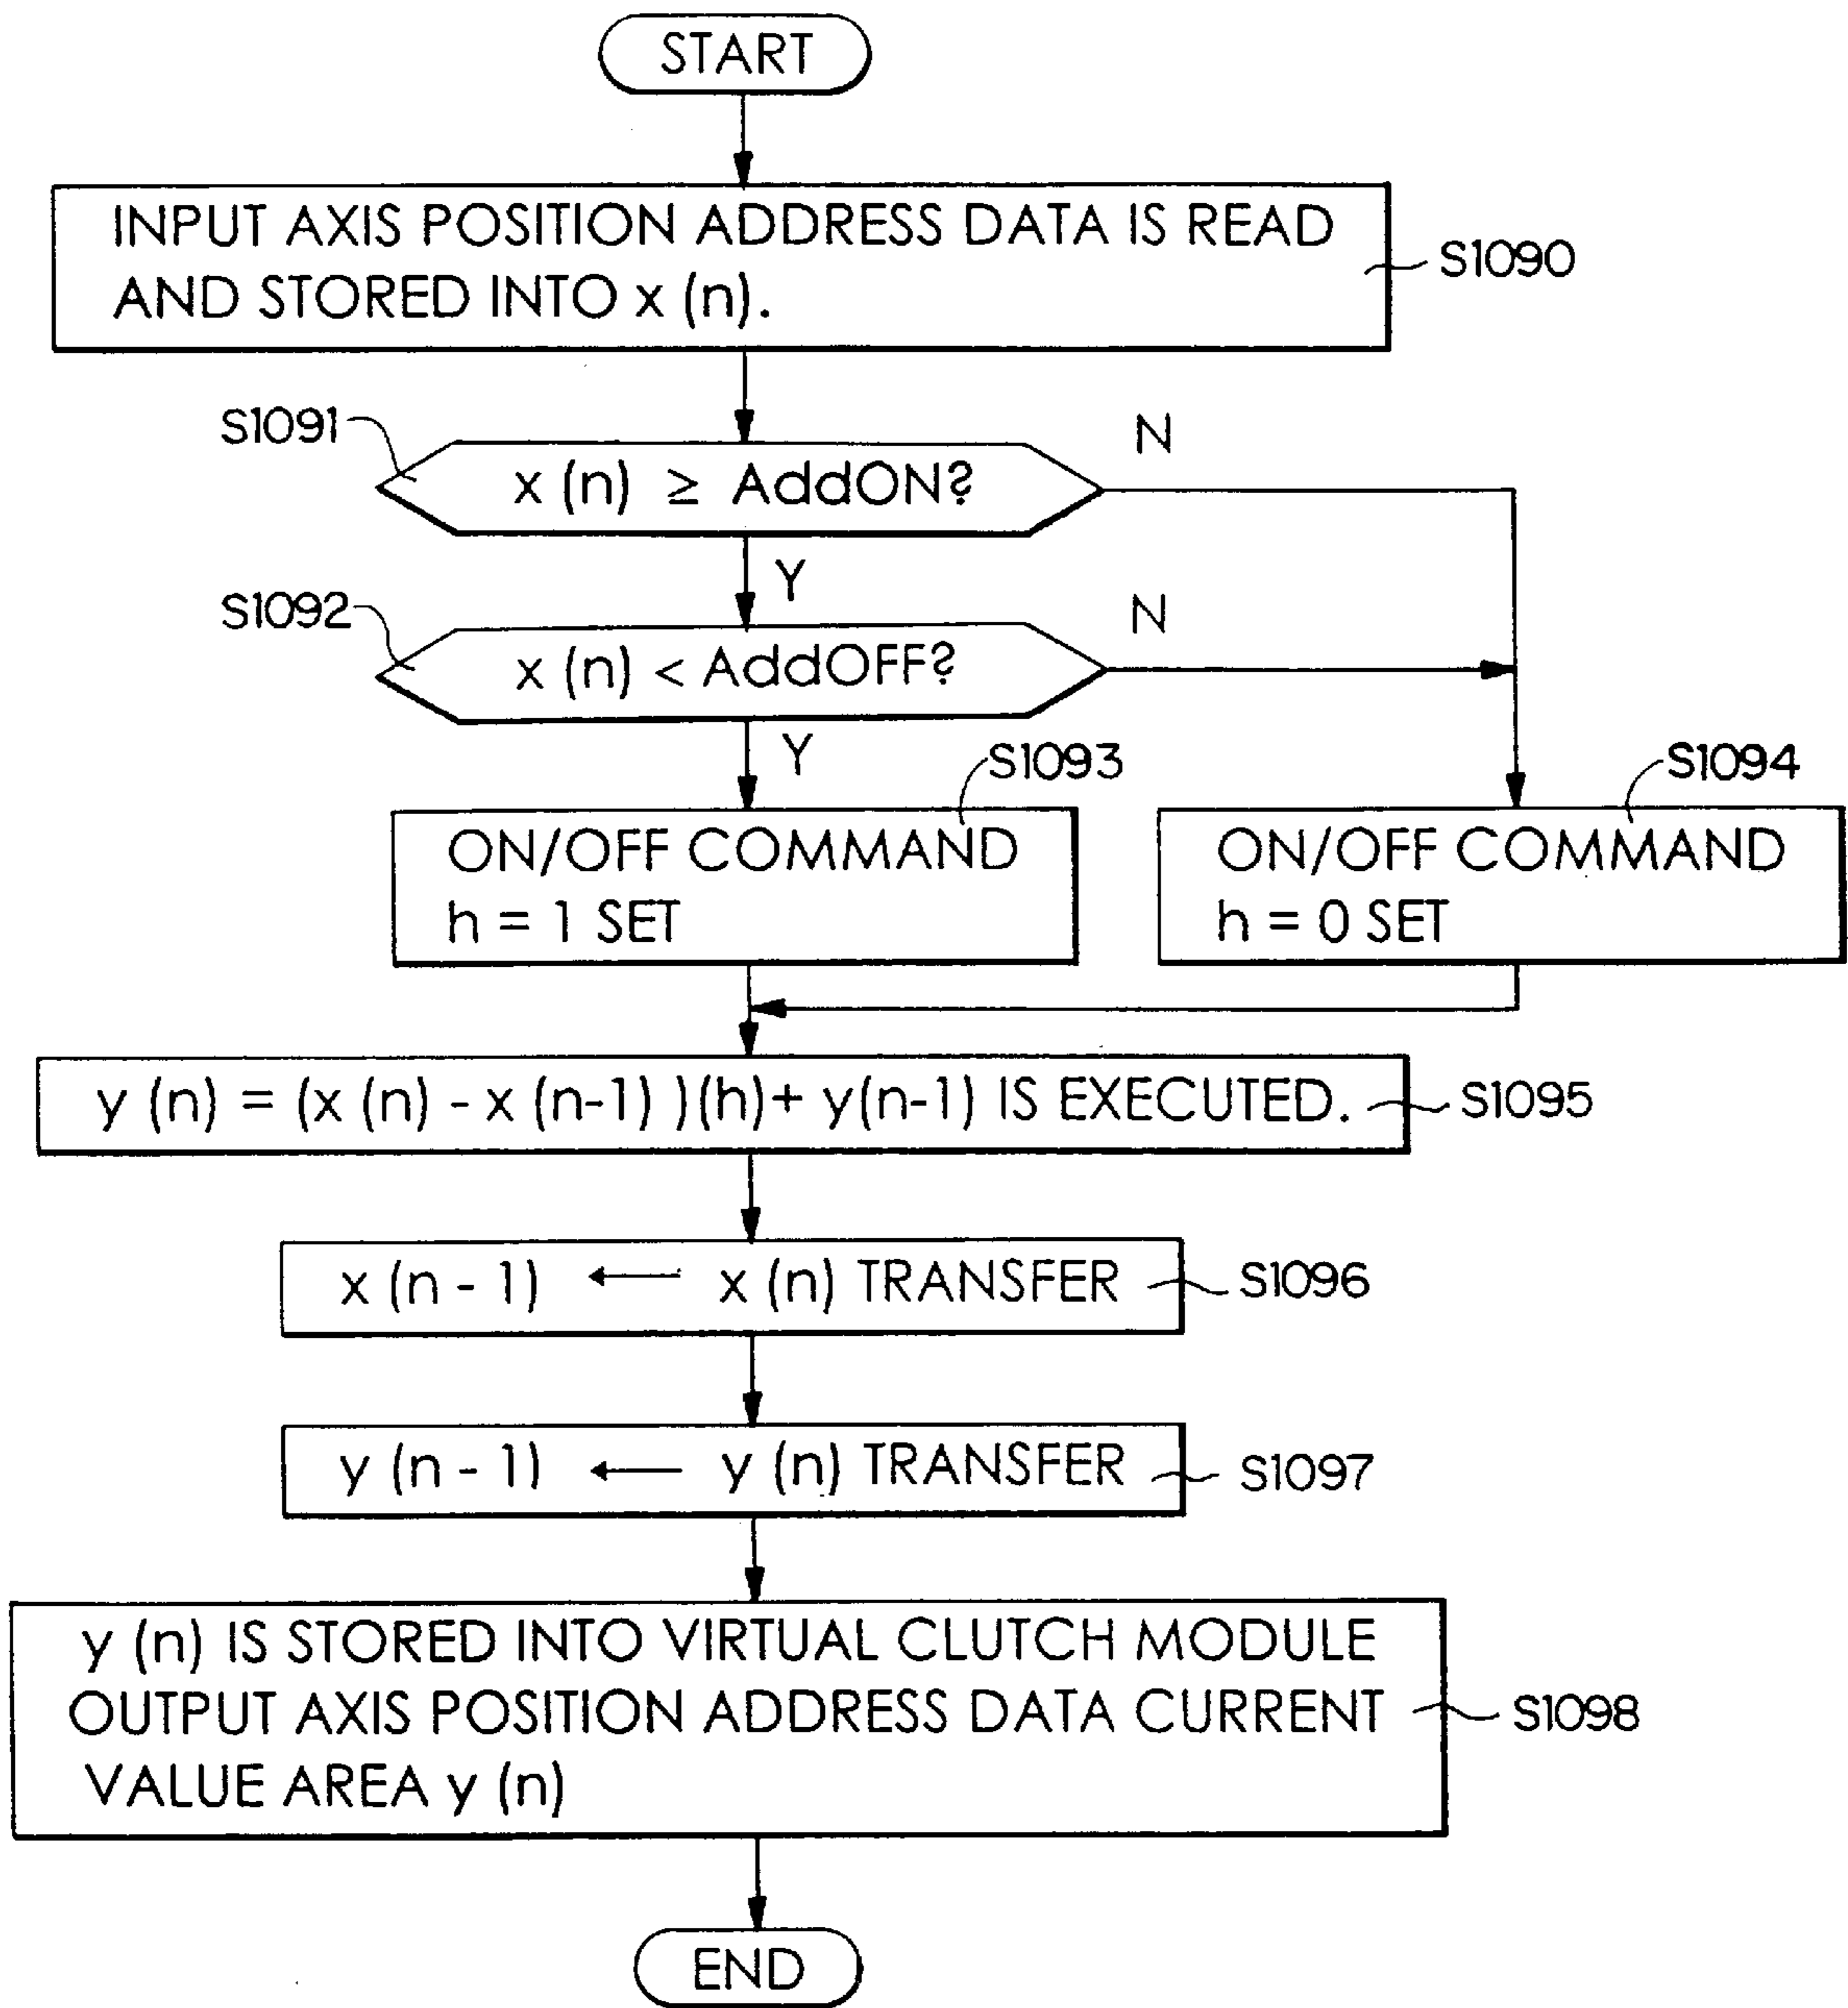 START
INPUT AXIS POSITION ADDRESS DATA IS READ
AND STORED INTO x (n).
S1090
S1091
x (n) ≥ AddON?
N
Y
S1092
x (n) < AddOFF?
N
Y
S1093
ON/OFF COMMAND
h = 1 SET
S1094
ON/OFF COMMAND
h = 0 SET
y (n) = (x (n) - x (n-1) )(h)+ y(n-1) IS EXECUTED.
S1095
x (n - 1) ← x (n) TRANSFER
S1096
y (n - 1) ← y (n) TRANSFER
S1097
y (n) IS STORED INTO VIRTUAL CLUTCH MODULE
OUTPUT AXIS POSITION ADDRESS DATA CURRENT
VALUE AREA y (n)
S1098
END